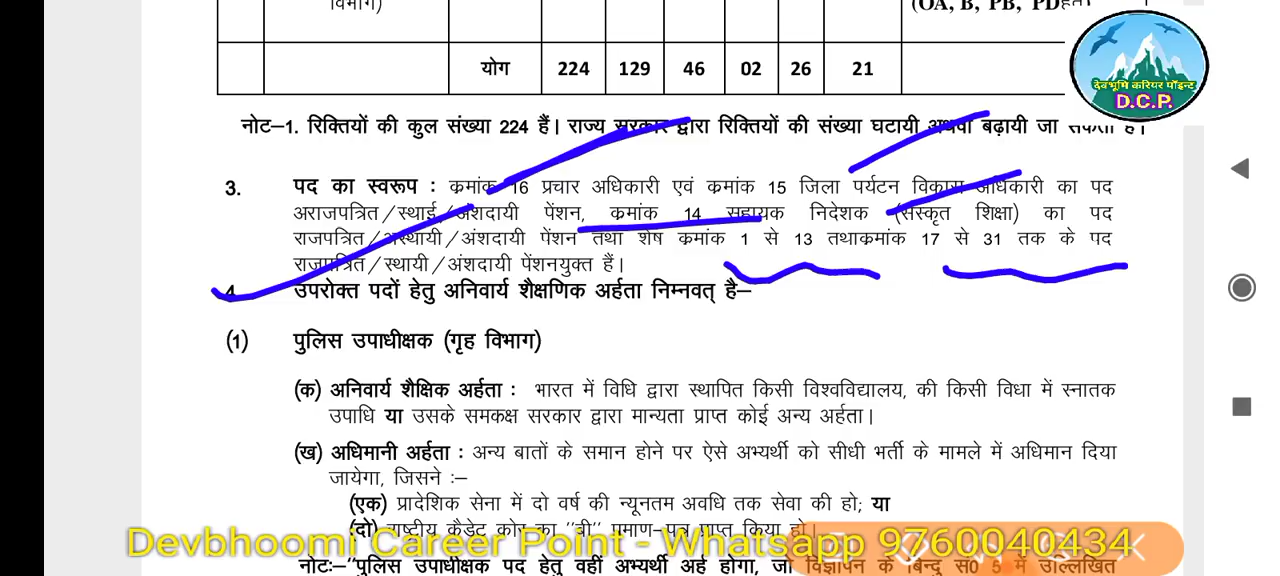 विभाग)
(OA, B, PB, PD हेतु)
योग 224 129 46 02 26 21
देवभूमि करियर पॉइन्ट
D.C.P.
नोट–1. रिक्तियों की कुल संख्या 224 हैं। राज्य सरकार द्वारा रिक्तियों की संख्या घटायी अथवा बढ़ायी जा सकती है।
3. पद का स्वरूप : क्रमांक 16 प्रचार अधिकारी एवं क्रमांक 15 जिला पर्यटन विकास अधिकारी का पद
अराजपत्रित/स्थाई/अंशदायी पेंशन, क्रमांक 14 सहायक निदेशक (संस्कृत शिक्षा) का पद
राजपत्रित/अस्थायी/अंशदायी पेंशन तथा शेष क्रमांक 1 से 13 तथाक्रमांक 17 से 31 तक के पद
राजपत्रित/स्थायी/अंशदायी पेंशनयुक्त हैं।
4. उपरोक्त पदों हेतु अनिवार्य शैक्षणिक अर्हता निम्नवत् है–
(1) पुलिस उपाधीक्षक (गृह विभाग)
(क) अनिवार्य शैक्षिक अर्हता : भारत में विधि द्वारा स्थापित किसी विश्वविद्यालय, की किसी विधा में स्नातक
उपाधि या उसके समकक्ष सरकार द्वारा मान्यता प्राप्त कोई अन्य अर्हता।
(ख) अधिमानी अर्हता : अन्य बातों के समान होने पर ऐसे अभ्यर्थी को सीधी भर्ती के मामले में अधिमान दिया
जायेगा, जिसने :–
(एक) प्रादेशिक सेना में दो वर्ष की न्यूनतम अवधि तक सेवा की हो; या
(दो) राष्ट्रीय कैडेट कोर का "बी" प्रमाण–पत्र प्राप्त किया हो।
Devbhoomi Career Point - Whatsapp 9760040434
नोटः–"पुलिस उपाधीक्षक पद हेतु वहीं अभ्यर्थी अर्ह होगा, जो विज्ञापन के बिन्दु सं0 5 में उल्लिखित